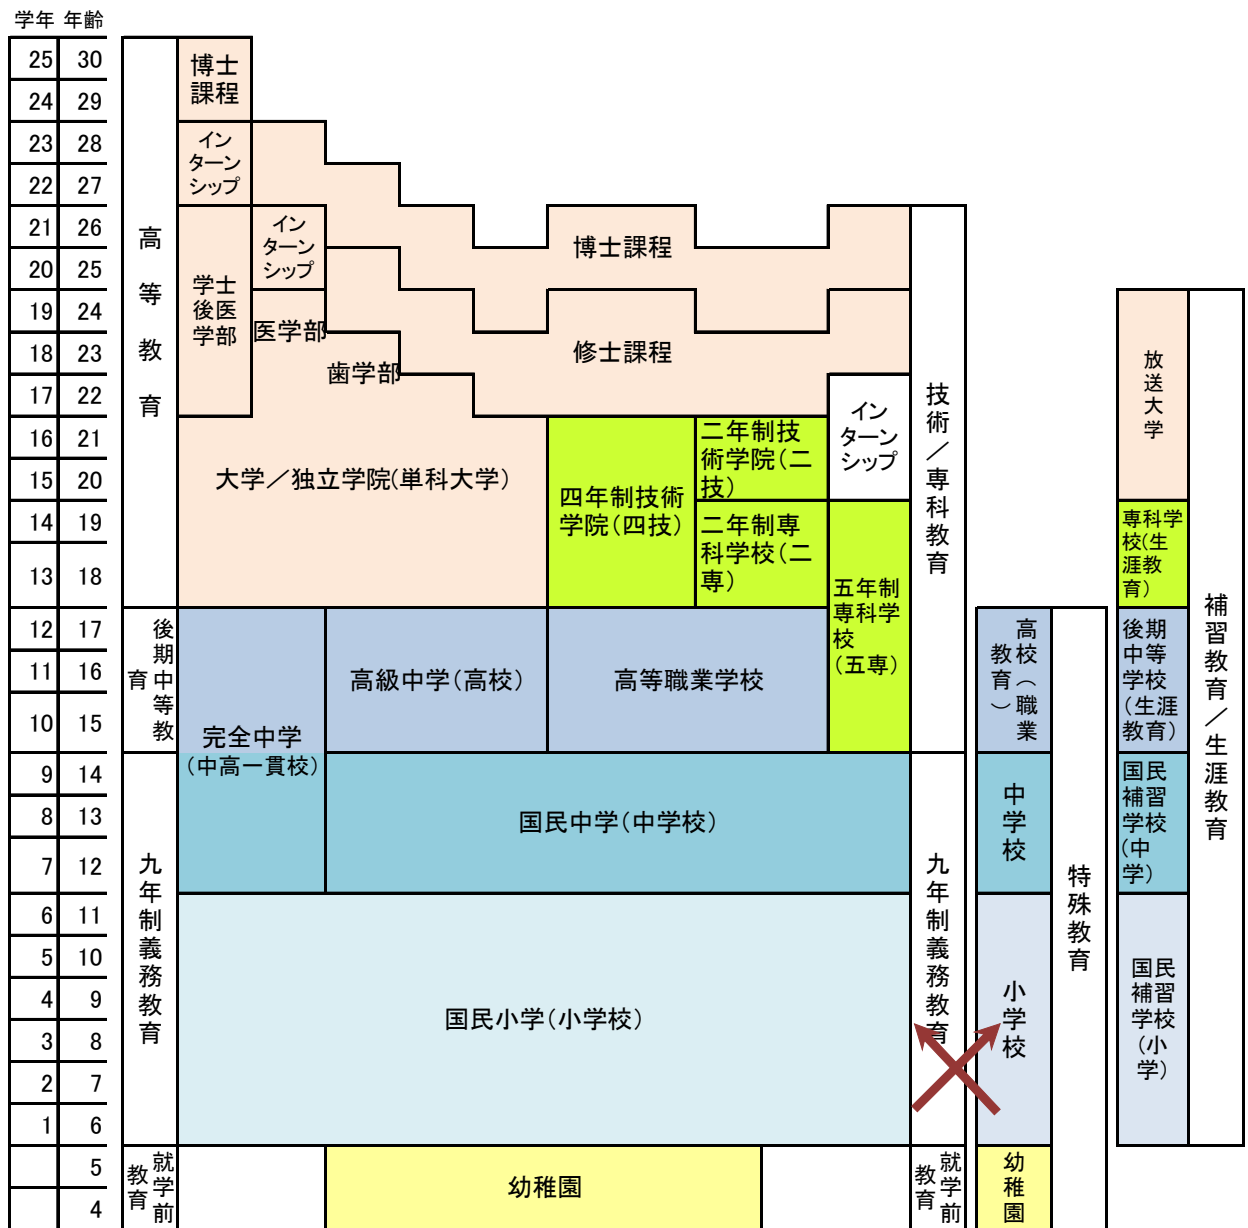 学年 年齢
25 30
24 29
23 28
22 27
21 26
20 25
19 24
18 23
17 22
16 21
15 20
14 19
13 18
12 17
11 16
10 15
9 14
8 13
7 12
6 11
5 10
4 9
3 8
2 7
1 6
5
4
高等教育
後期中等教育
九年制義務教育
就学前教育
博士
課程
イン
ターン
シップ
学士
後医
学部
イン
ターン
シップ
医学部
歯学部
博士課程
修士課程
大学／独立学院(単科大学)
四年制技術
学院(四技)
二年制技
術学院(二
技)
二年制専
科学校(二
専)
イン
ターン
シップ
五年制
専科学
校
(五専)
完全中学
(中高一貫校)
高級中学(高校)
高等職業学校
国民中学(中学校)
国民小学(小学校)
幼稚園
技術／専科教育
九年制義務教育
就学前教育
高校(職業
教育)
中学校
小学校
幼稚園
特殊教育
放送大学
専科学
校(生
涯教
育)
後期
中等
学校
(生涯
教育)
国民
補習
学校
(中
学)
国民
補習
学校
(小
学)
補習教育／生涯教育